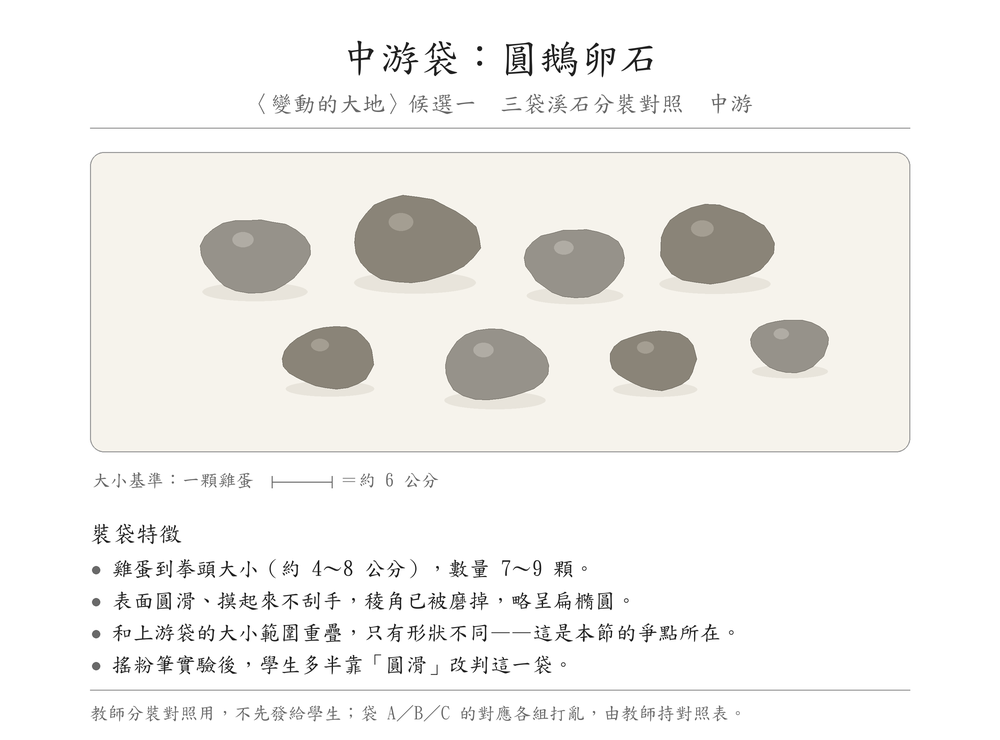 中游袋：圓鵝卵石
〈變動的大地〉候選一　三袋溪石分裝對照　中游
大小基準：一顆雞蛋　＝約 6 公分
裝袋特徵
● 雞蛋到拳頭大小（約 4～8 公分），數量 7～9 顆。
● 表面圓滑、摸起來不刮手，稜角已被磨掉，略呈扁橢圓。
● 和上游袋的大小範圍重疊，只有形狀不同——這是本節的爭點所在。
● 搖粉筆實驗後，學生多半靠「圓滑」改判這一袋。
教師分裝對照用，不先發給學生；袋 A／B／C 的對應各組打亂，由教師持對照表。